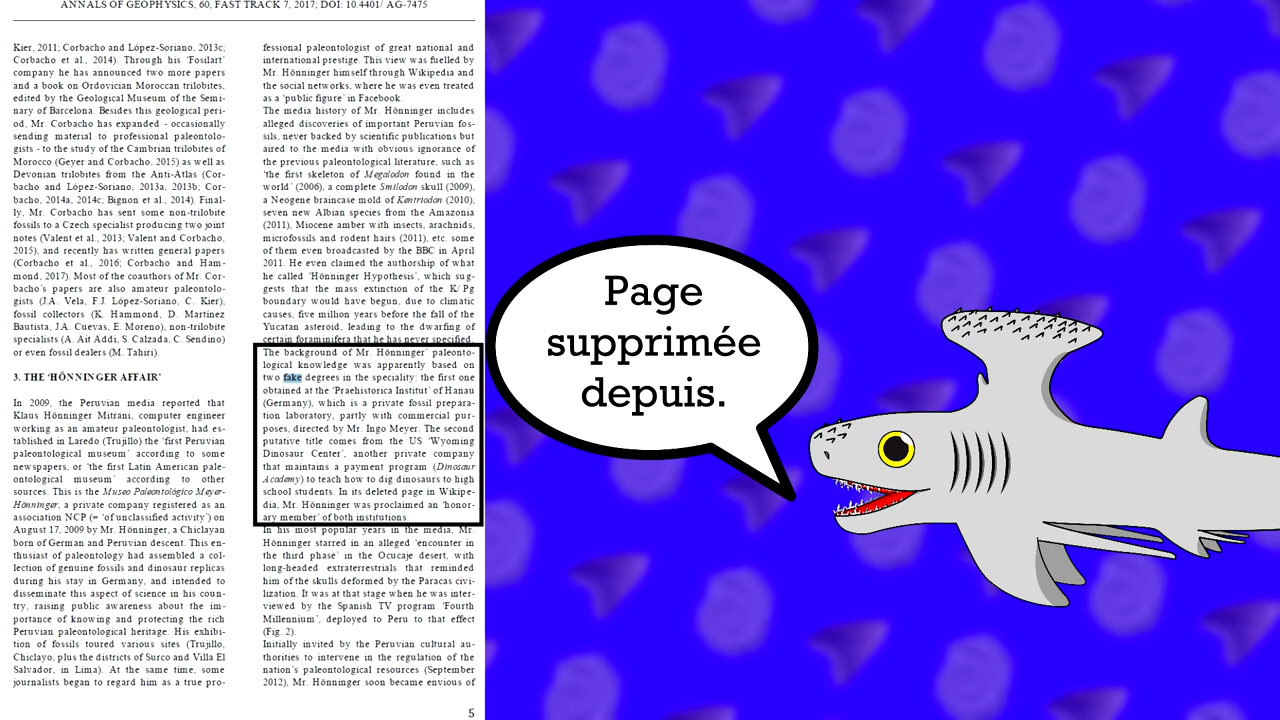 ANNALS OF GEOPHYSICS, 60, FAST TRACK 7, 2017; DOI: 10.4401/ AG-7475
Kier, 2011; Corbacho and López-Soriano, 2013c;
Corbacho et al., 2014). Through his ‘Fosilart’
company he has announced two more papers
and a book on Ordovician Moroccan trilobites,
edited by the Geological Museum of the Semi-
nary of Barcelona. Besides this geological peri-
od, Mr. Corbacho has expanded - occasionally
sending material to professional paleontolo-
gists - to the study of the Cambrian trilobites of
Morocco (Geyer and Corbacho, 2015) as well as
Devonian trilobites from the Anti-Atlas (Cor-
bacho and López-Soriano, 2013a, 2013b; Cor-
bacho, 2014a, 2014c; Bignon et al., 2014). Final-
ly, Mr. Corbacho has sent some non-trilobite
fossils to a Czech specialist producing two joint
notes (Valent et al., 2013; Valent and Corbacho,
2015), and recently has written general papers
(Corbacho et al., 2016; Corbacho and Ham-
mond, 2017). Most of the coauthors of Mr. Cor-
bacho’s papers are also amateur paleontolo-
gists (J.A. Vela, F.J. López-Soriano, C. Kier),
fossil collectors (K. Hammond, D. Martinez
Bautista, J.A. Cuevas, E. Moreno), non-trilobite
specialists (A. Ait Addi, S. Calzada, C. Sendino)
or even fossil dealers (M. Tahiri).
3. THE ‘HÖNNINGER AFFAIR’
In 2009, the Peruvian media reported that
Klaus Hönninger Mitrani, computer engineer
working as an amateur paleontologist, had es-
tablished in Laredo (Trujillo) the ‘first Peruvian
paleontological museum’ according to some
newspapers, or ‘the first Latin American pale-
ontological museum’ according to other
sources. This is the Museo Paleontológico Meyer-
Hönninger, a private company registered as an
association NCP (= ‘of unclassified activity’) on
August 17, 2009 by Mr. Hönninger, a Chiclayan
born of German and Peruvian descent. This en-
thusiast of paleontology had assembled a col-
lection of genuine fossils and dinosaur replicas
during his stay in Germany, and intended to
disseminate this aspect of science in his coun-
try, raising public awareness about the im-
portance of knowing and protecting the rich
Peruvian paleontological heritage. His exhibi-
tion of fossils toured various sites (Trujillo,
Chiclayo, plus the districts of Surco and Villa El
Salvador, in Lima). At the same time, some
journalists began to regard him as a true pro-
fessional paleontologist of great national and
international prestige. This view was fuelled by
Mr. Hönninger himself through Wikipedia and
the social networks, where he was even treated
as a ‘public figure’ in Facebook.
The media history of Mr. Hönninger includes
alleged discoveries of important Peruvian fos-
sils, never backed by scientific publications but
aired to the media with obvious ignorance of
the previous paleontological literature, such as
‘the first skeleton of Megalodon found in the
world’ (2006), a complete Smilodon skull (2009),
a Neogene braincase mold of Kentriodon (2010),
seven new Albian species from the Amazonia
(2011), Miocene amber with insects, arachnids,
microfossils and rodent hairs (2011), etc. some
of them even broadcasted by the BBC in April
2011. He even claimed the authorship of what
he called ‘Hönninger Hypothesis’, which sug-
gests that the mass extinction of the K/Pg
boundary would have begun, due to climatic
causes, five million years before the fall of the
Yucatan asteroid, leading to the dwarfing of
certain foraminifera that he has never specified.
The background of Mr. Hönninger’ paleonto-
logical knowledge was apparently based on
two fake degrees in the speciality: the first one
obtained at the ‘Praehistorica Institut’ of Hanau
(Germany), which is a private fossil prepara-
tion laboratory, partly with commercial pur-
poses, directed by Mr. Ingo Meyer. The second
putative title comes from the US ‘Wyoming
Dinosaur Center’, another private company
that maintains a payment program (Dinosaur
Academy) to teach how to dig dinosaurs to high
school students. In its deleted page in Wikipe-
dia, Mr. Hönninger was proclaimed an ‘honor-
ary member’ of both institutions.
In his most popular years in the media, Mr.
Hönninger starred in an alleged ‘encounter in
the third phase’ in the Ocucaje desert, with
long-headed extraterrestrials that reminded
him of the skulls deformed by the Paracas civi-
lization. It was at that stage when he was inter-
viewed by the Spanish TV program ‘Fourth
Millennium’, deployed to Peru to that effect
(Fig. 2).
Initially invited by the Peruvian cultural au-
thorities to intervene in the regulation of the
nation’s paleontological resources (September
2012), Mr. Hönninger soon became envious of
5
Page
supprimée
depuis.